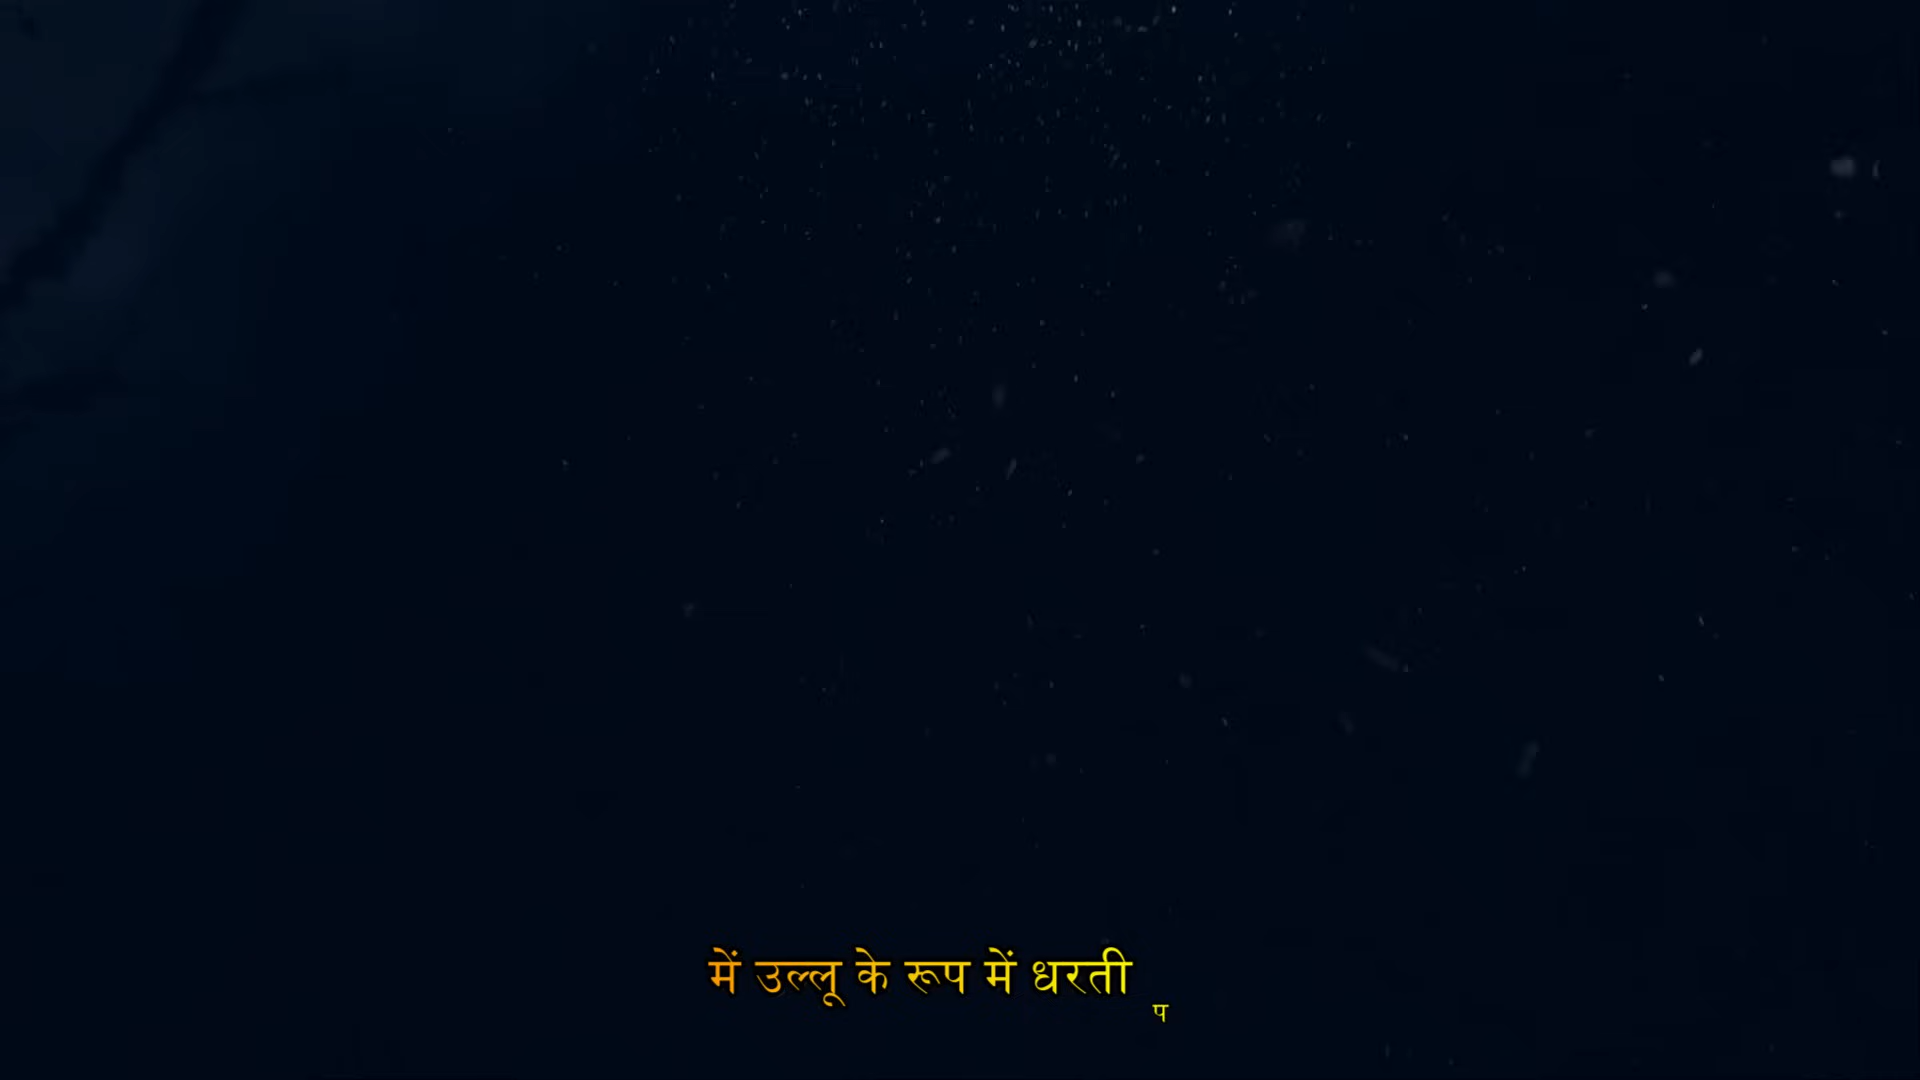 में उल्लू के रूप में धरती प